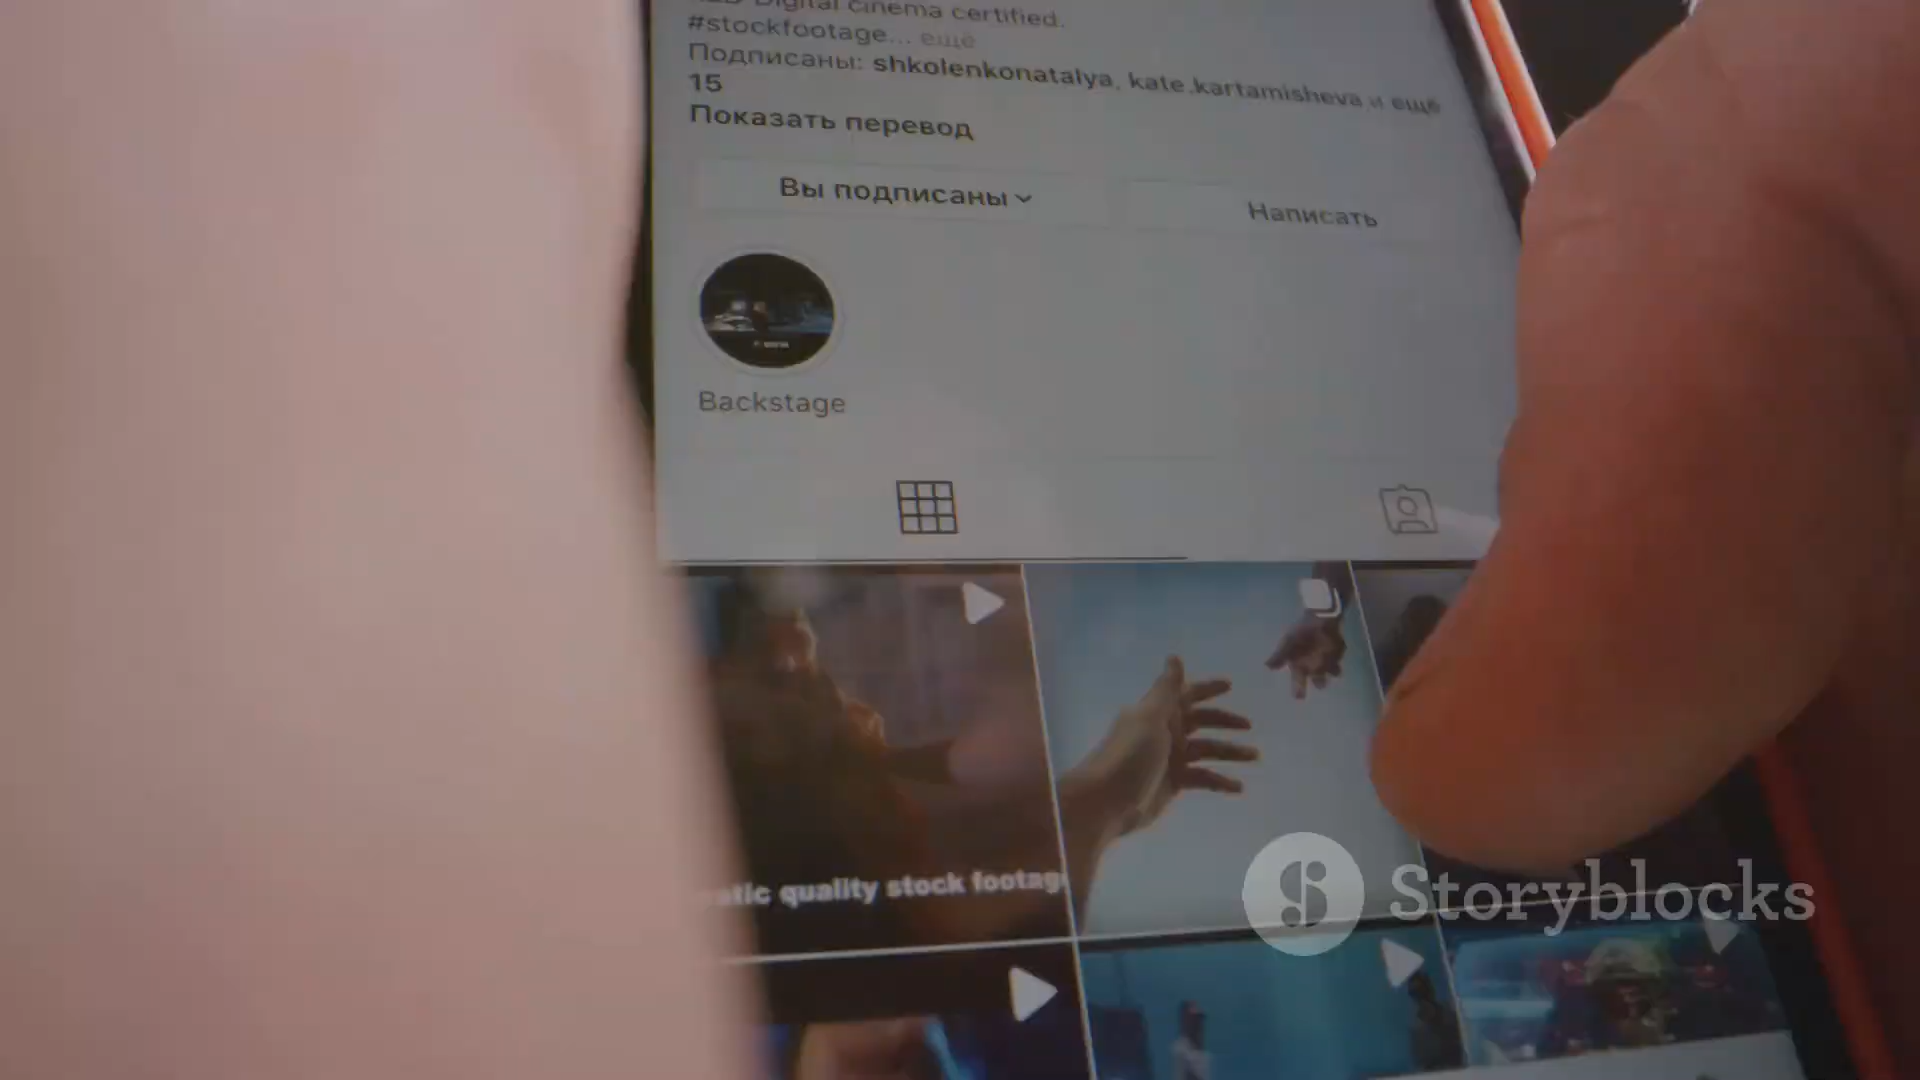 Digital cinema certified.
#stockfootage... ещё
Подписаны: shkolenkonatalya, kate.kartamisheva и ещё
15
Показать перевод
Вы подписаны
Написать
Backstage
quality stock footag
Storyblocks